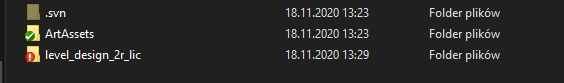 .svn 18.11.2020 13:23 Folder plików
ArtAssets 18.11.2020 13:23 Folder plików
level_design_2r_lic 18.11.2020 13:29 Folder plików